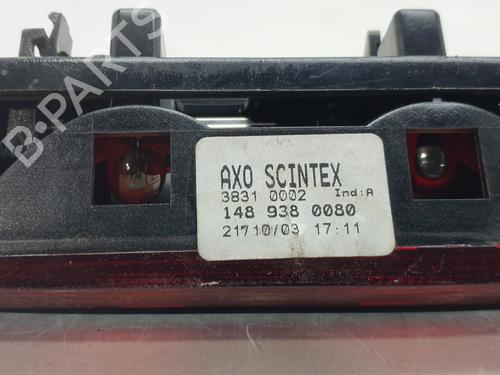 B-PARTS
AXO SCINTEX
3831 0002 Ind:A
148 938 0080
21/10/03 17:11